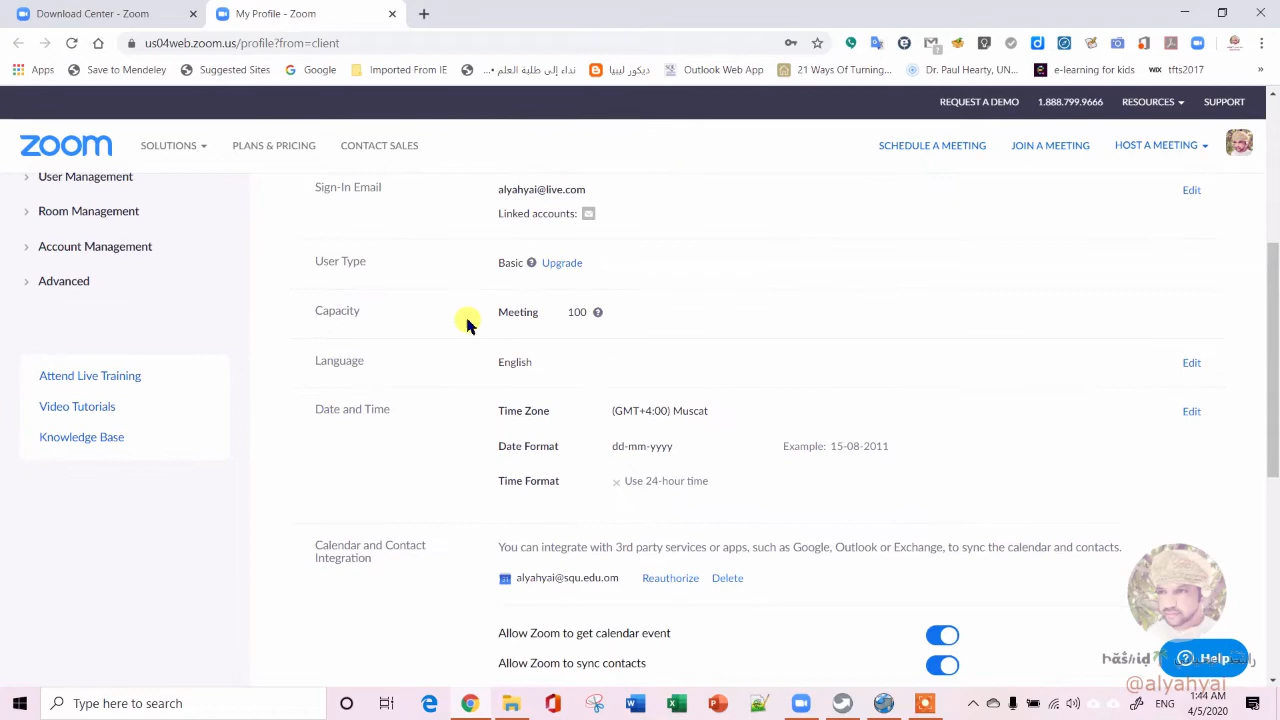 Download Center - Zoom
My Profile - Zoom
us04web.zoom.us/profile?from=client
Apps
Save to Mendeley
Suggested Sites
Google
Imported From IE
نداء إلى طلبة العلم •...
ديكور ليبيا
Outlook Web App
21 Ways Of Turning...
Dr. Paul Hearty, UN...
e-learning for kids
WIX
tfts2017
»
REQUEST A DEMO
1.888.799.9666
RESOURCES
SUPPORT
zoom
SOLUTIONS
PLANS & PRICING
CONTACT SALES
SCHEDULE A MEETING
JOIN A MEETING
HOST A MEETING
User Management
Room Management
Account Management
Advanced
Attend Live Training
Video Tutorials
Knowledge Base
Sign-In Email
alyahyai@live.com
Edit
Linked accounts:
User Type
Basic
Upgrade
Capacity
Meeting
100
Language
English
Edit
Date and Time
Time Zone
(GMT+4:00) Muscat
Edit
Date Format
dd-mm-yyyy
Example: 15-08-2011
Time Format
Use 24-hour time
Calendar and Contact
Integration
You can integrate with 3rd party services or apps, such as Google, Outlook or Exchange, to sync the calendar and contacts.
alyahyai@squ.edu.om
Reauthorize
Delete
Allow Zoom to get calendar event
Allow Zoom to sync contacts
Help
@alyahyai
Type here to search
ENG
1:44 AM
4/5/2020